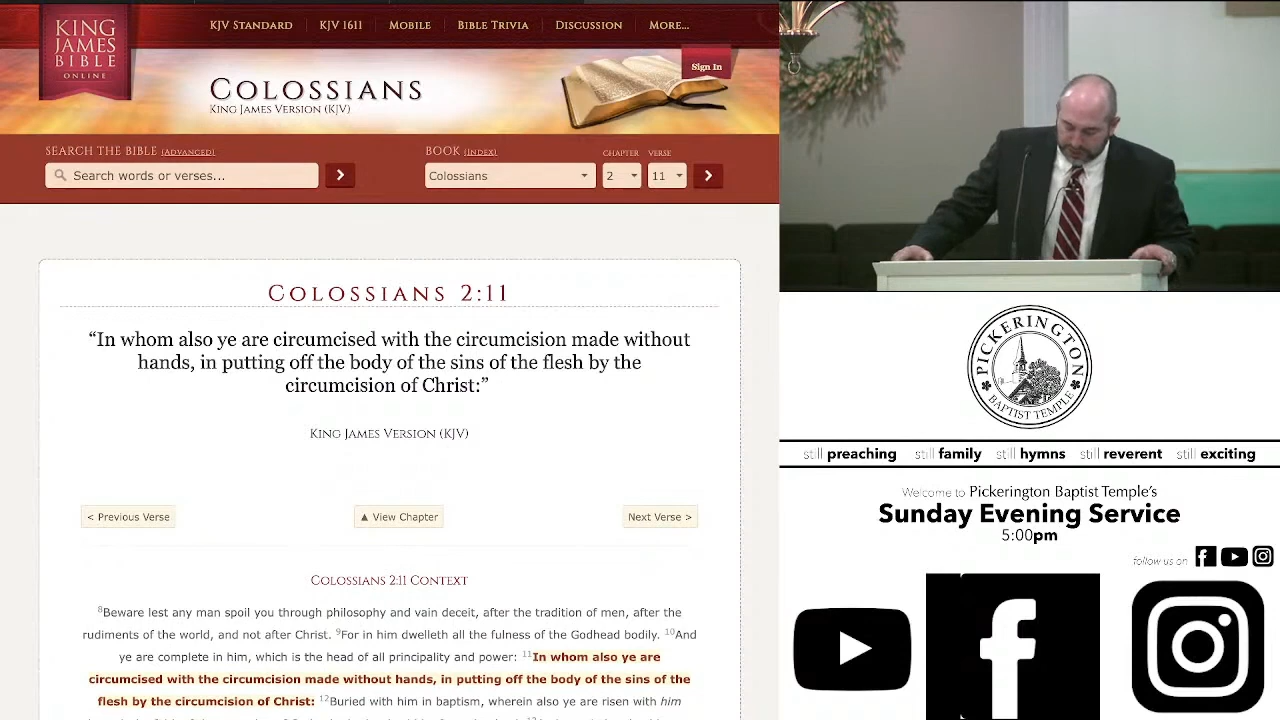 KING
JAMES
BIBLE
ONLINE
KJV STANDARD KJV 1611 MOBILE BIBLE TRIVIA DISCUSSION MORE...
Sign In
COLOSSIANS
KING JAMES VERSION (KJV)
SEARCH THE BIBLE (ADVANCED)
Search words or verses...
BOOK (INDEX) CHAPTER VERSE
Colossians 2 11
COLOSSIANS 2:11
“In whom also ye are circumcised with the circumcision made without
hands, in putting off the body of the sins of the flesh by the
circumcision of Christ:”
KING JAMES VERSION (KJV)
< Previous Verse ▲ View Chapter Next Verse >
COLOSSIANS 2:11 CONTEXT
8Beware lest any man spoil you through philosophy and vain deceit, after the tradition of men, after the
rudiments of the world, and not after Christ. 9For in him dwelleth all the fulness of the Godhead bodily. 10And
ye are complete in him, which is the head of all principality and power: 11In whom also ye are
circumcised with the circumcision made without hands, in putting off the body of the sins of the
flesh by the circumcision of Christ: 12Buried with him in baptism, wherein also ye are risen with him
PICKERINGTON
BAPTIST TEMPLE
still preaching still family still hymns still reverent still exciting
Welcome to Pickerington Baptist Temple's
Sunday Evening Service
5:00pm
follow us on